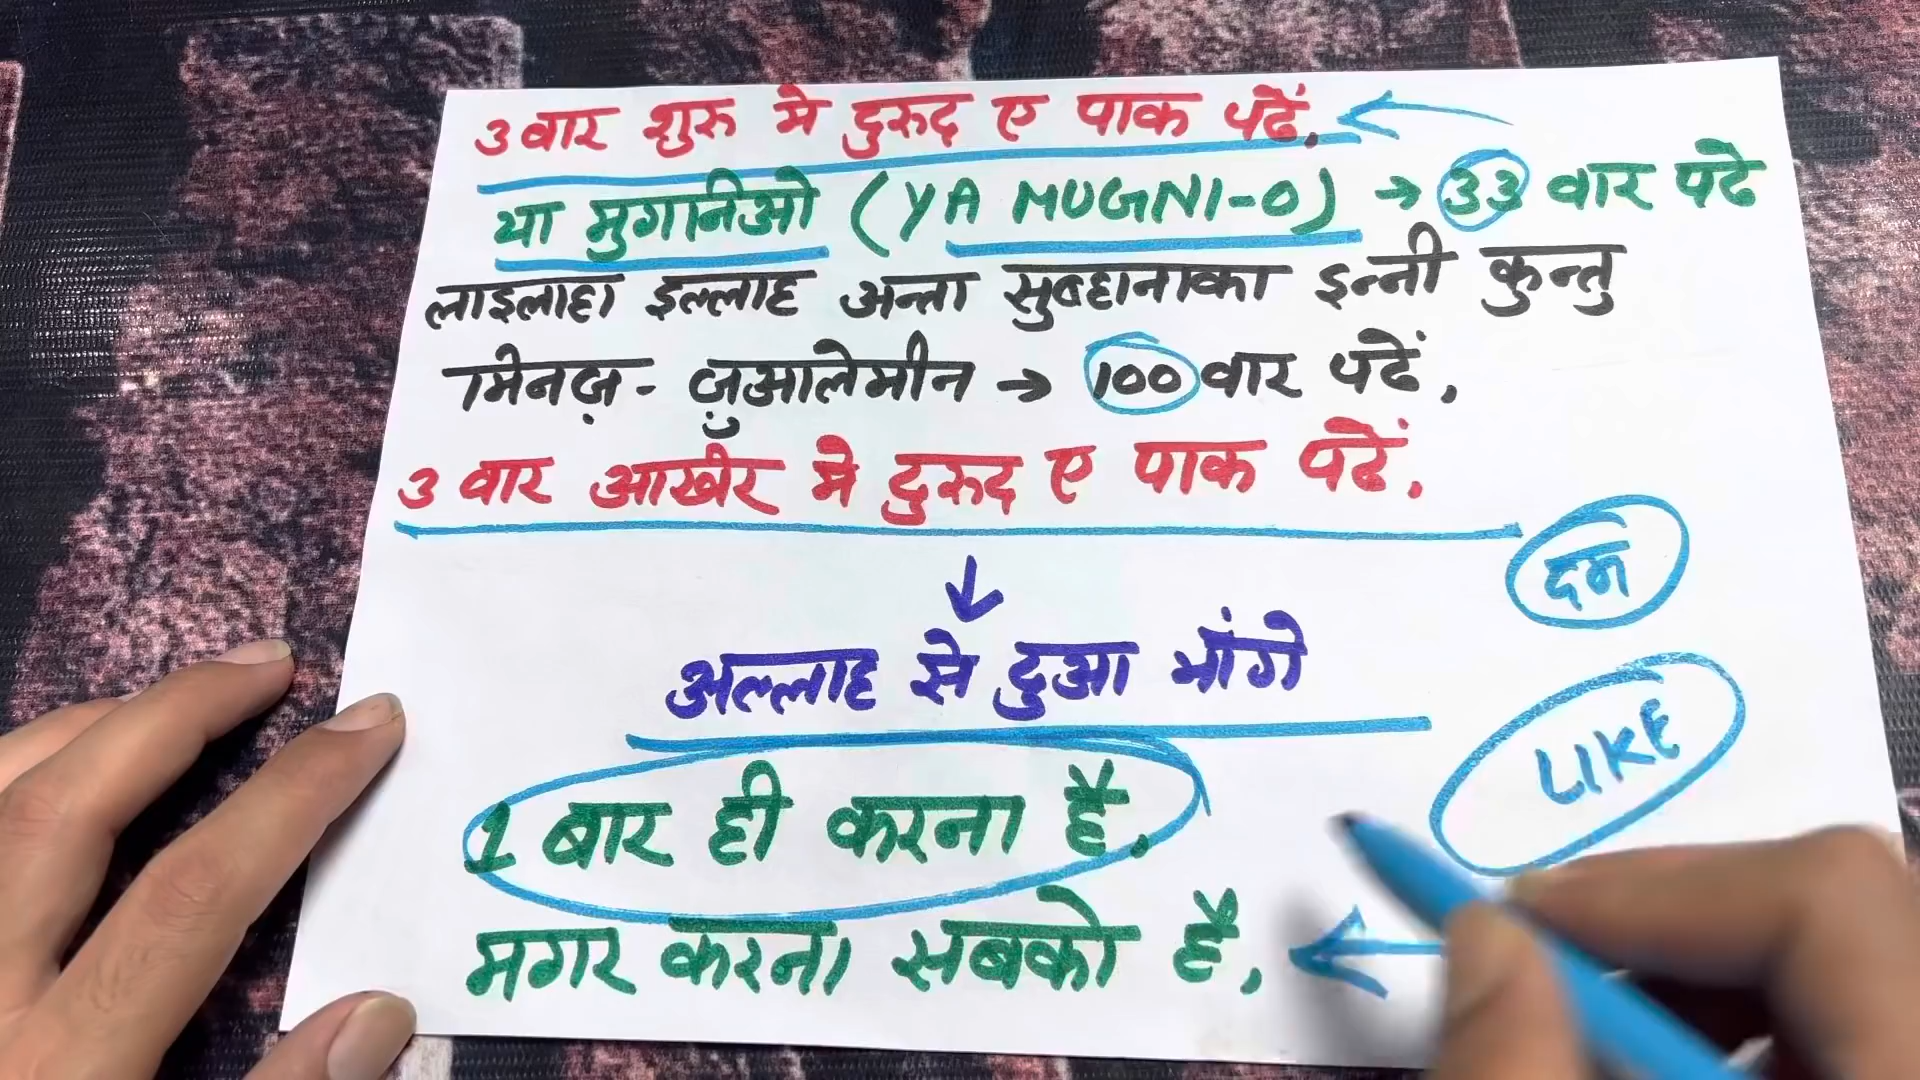 3 वार शुरु मे दुरुद ए पाक पढें.
या मुगनिओ (YA MUGNI-O) → 33 वार पढे
लाइलाहा इल्लाह अन्ता सुबहानाका इन्नी कुन्तु
मिनज़ - ज़ुआलेमीन → 100 वार पढें.
3 वार आखीर मे दुरुद ए पाक पढें.
दम
↓
अल्लाह से दुआ मांगे
LIKE
1 बार ही करना है.
मगर करना सबको है.